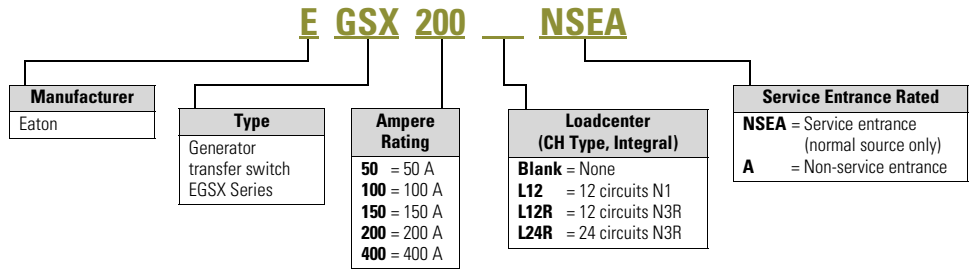 E GSX 200 __ NSEA
Manufacturer
Eaton
Type
Generator
transfer switch
EGSX Series
Ampere
Rating
50 = 50 A
100 = 100 A
150 = 150 A
200 = 200 A
400 = 400 A
Loadcenter
(CH Type, Integral)
Blank = None
L12 = 12 circuits N1
L12R = 12 circuits N3R
L24R = 24 circuits N3R
Service Entrance Rated
NSEA = Service entrance
(normal source only)
A = Non-service entrance